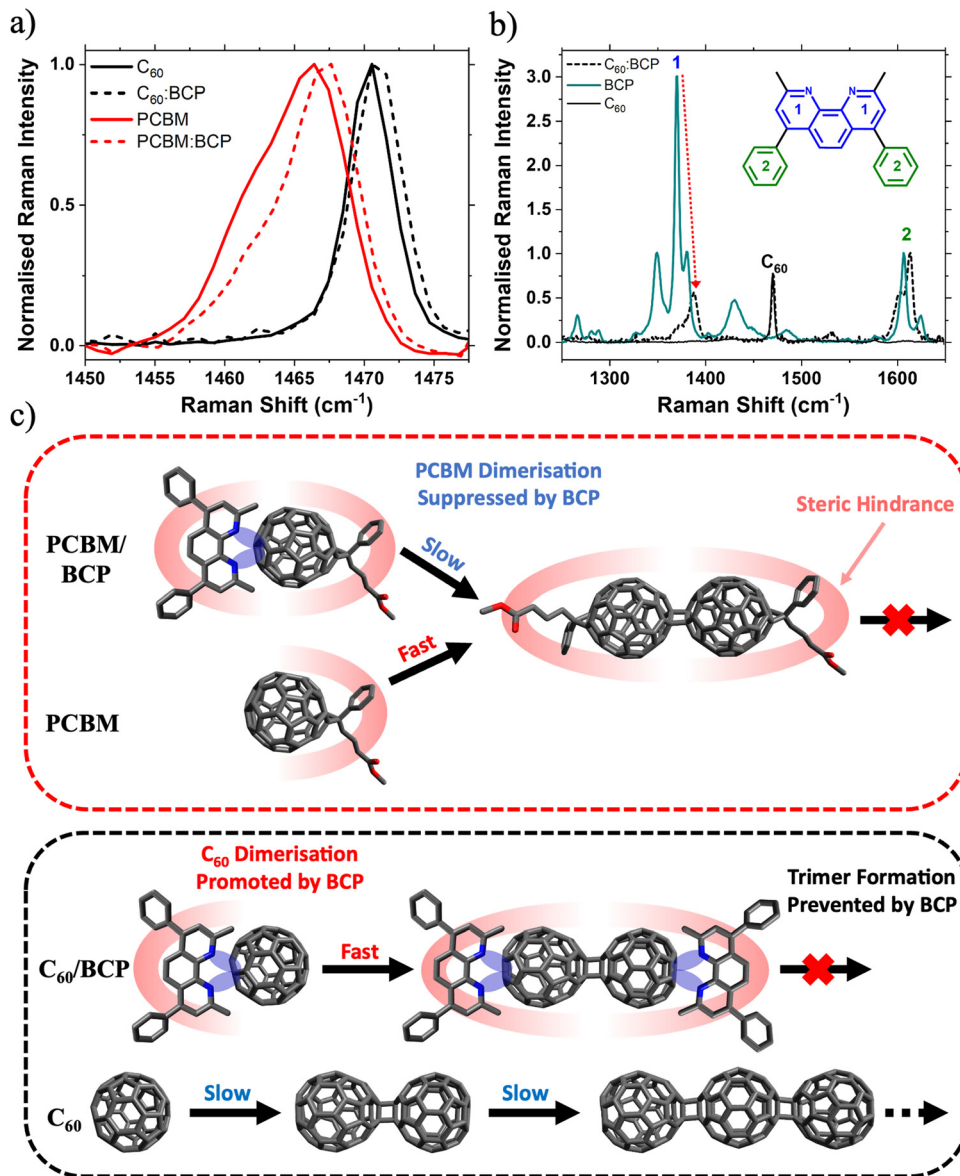 a)
C60
C60:BCP
PCBM
PCBM:BCP
Normalised Raman Intensity
1.0
0.5
0.0
1450 1455 1460 1465 1470 1475
Raman Shift (cm-1)
b)
C60:BCP
BCP
C60
Normalised Raman Intensity
3.0
2.5
2.0
1.5
1.0
0.5
0.0
1
N N
1 1
2 2
2
C60
1300 1400 1500 1600
Raman Shift (cm-1)
c)
PCBM Dimerisation
Suppressed by BCP
Steric Hindrance
PCBM/
BCP
Slow
Fast
PCBM
C60 Dimerisation
Promoted by BCP
Trimer Formation
Prevented by BCP
C60/BCP
Fast
C60
Slow
Slow